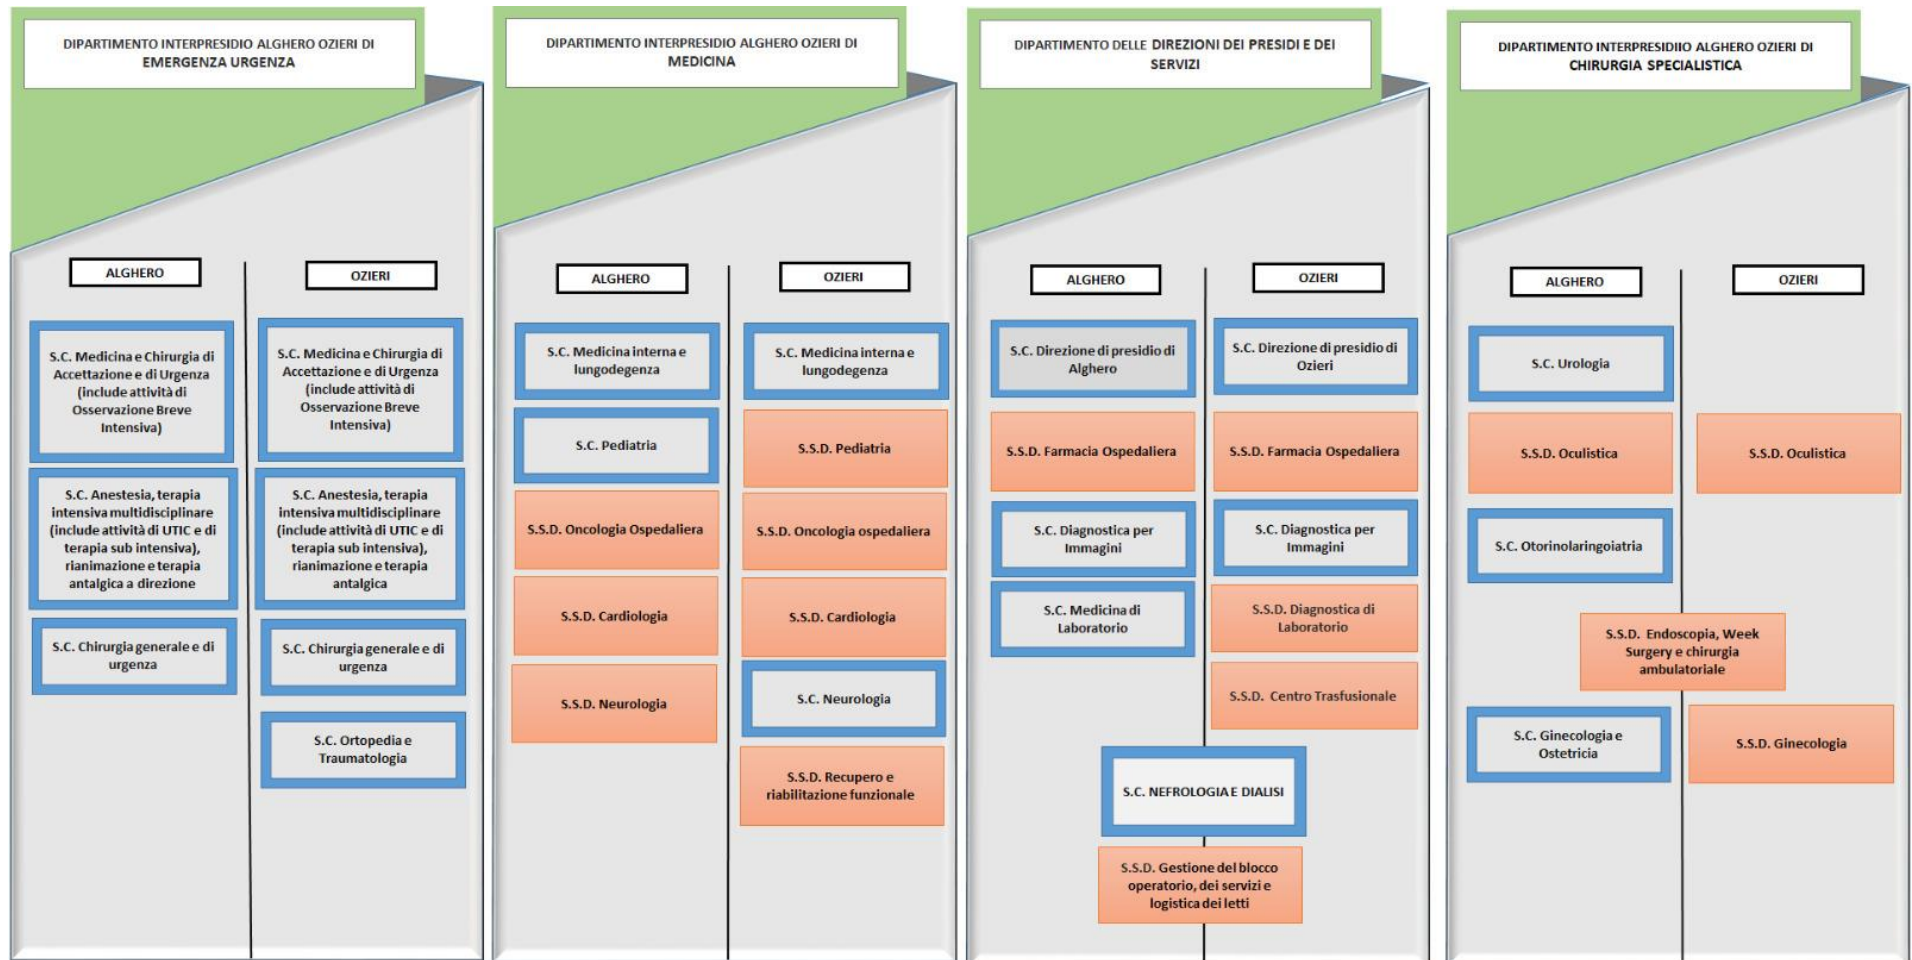 DIPARTIMENTO INTERPRESIDIO ALGHERO OZIERI DI
EMERGENZA URGENZA
ALGHERO
OZIERI
S.C. Medicina e Chirurgia di
Accettazione e di Urgenza
(include attività di
Osservazione Breve
Intensiva)
S.C. Medicina e Chirurgia di
Accettazione e di Urgenza
(include attività di
Osservazione Breve
Intensiva)
S.C. Anestesia, terapia
intensiva multidisciplinare
(include attività di UTIC e di
terapia sub intensiva),
rianimazione e terapia
antalgica a direzione
S.C. Anestesia, terapia
intensiva multidisciplinare
(include attività di UTIC e di
terapia sub intensiva),
rianimazione e terapia
antalgica
S.C. Chirurgia generale e di
urgenza
S.C. Chirurgia generale e di
urgenza
S.C. Ortopedia e
Traumatologia
DIPARTIMENTO INTERPRESIDIO ALGHERO OZIERI DI
MEDICINA
ALGHERO
OZIERI
S.C. Medicina interna e
lungodegenza
S.C. Medicina interna e
lungodegenza
S.C. Pediatria
S.S.D. Pediatria
S.S.D. Oncologia Ospedaliera
S.S.D. Oncologia ospedaliera
S.S.D. Cardiologia
S.S.D. Cardiologia
S.S.D. Neurologia
S.C. Neurologia
S.S.D. Recupero e
riabilitazione funzionale
DIPARTIMENTO DELLE DIREZIONI DEI PRESIDI E DEI
SERVIZI
ALGHERO
OZIERI
S.C. Direzione di presidio di
Alghero
S.C. Direzione di presidio di
Ozieri
S.S.D. Farmacia Ospedaliera
S.S.D. Farmacia Ospedaliera
S.C. Diagnostica per
Immagini
S.C. Diagnostica per
Immagini
S.C. Medicina di
Laboratorio
S.S.D. Diagnostica di
Laboratorio
S.S.D. Centro Trasfusionale
S.C. NEFROLOGIA E DIALISI
S.S.D. Gestione del blocco
operatorio, dei servizi e
logistica dei letti
DIPARTIMENTO INTERPRESIDIIO ALGHERO OZIERI DI
CHIRURGIA SPECIALISTICA
ALGHERO
OZIERI
S.C. Urologia
S.S.D. Oculistica
S.S.D. Oculistica
S.C. Otorinolaringoiatria
S.S.D. Endoscopia, Week
Surgery e chirurgia
ambulatoriale
S.C. Ginecologia e
Ostetricia
S.S.D. Ginecologia